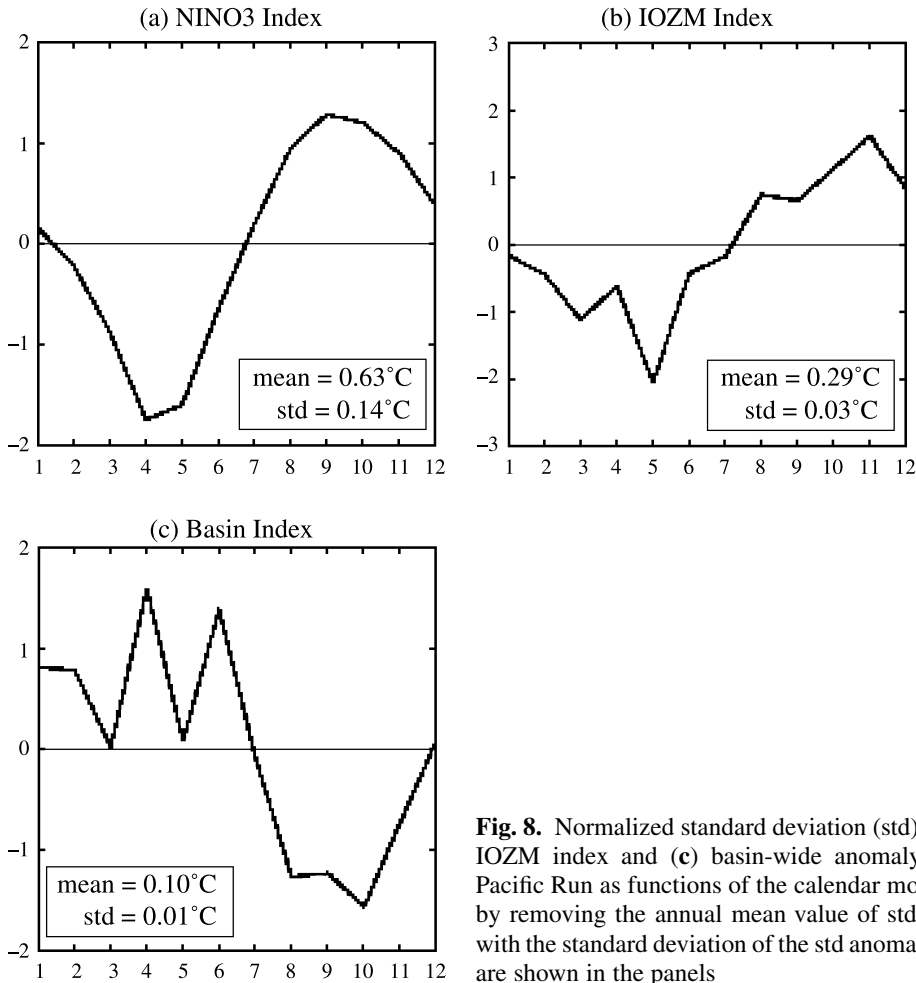 (a) NINO3 Index
2
1
0
−1
−2
mean = 0.63˚C
std = 0.14˚C
1 2 3 4 5 6 7 8 9 10 11 12
(b) IOZM Index
3
2
1
0
−1
−2
−3
mean = 0.29˚C
std = 0.03˚C
1 2 3 4 5 6 7 8 9 10 11 12
(c) Basin Index
2
1
0
−1
−2
mean = 0.10˚C
std = 0.01˚C
1 2 3 4 5 6 7 8 9 10 11 12
Fig. 8. Normalized standard deviation (std)
IOZM index and (c) basin-wide anomaly
Pacific Run as functions of the calendar mo
by removing the annual mean value of std
with the standard deviation of the std anoma
are shown in the panels